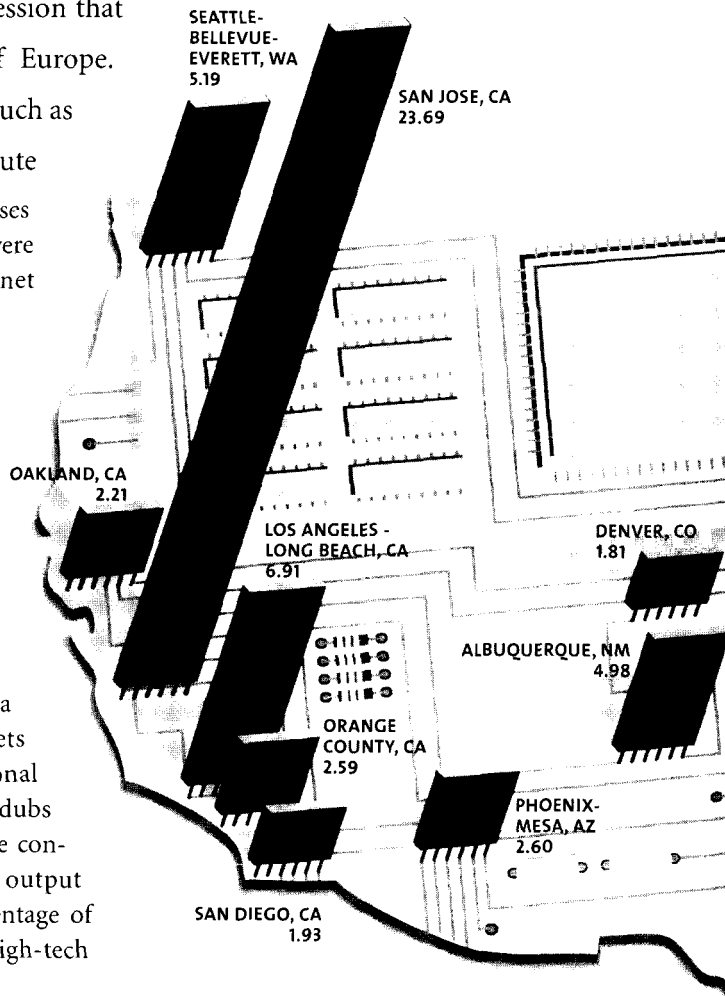 ession that
f Europe.
uch as
ute
ses
vere
net
SEATTLE-
BELLEVUE-
EVERETT, WA
5.19
SAN JOSE, CA
23.69
OAKLAND, CA
2.21
LOS ANGELES -
LONG BEACH, CA
6.91
DENVER, CO
1.81
ALBUQUERQUE, NM
4.98
ORANGE
COUNTY, CA
2.59
PHOENIX-
MESA, AZ
2.60
SAN DIEGO, CA
1.93
a
ets
onal
dubs
e con-
output
entage of
igh-tech